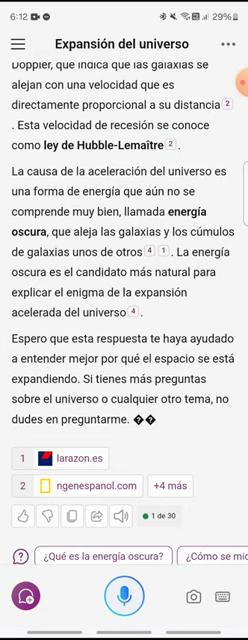 6:12 29%
Expansión del universo
Doppler, que indica que las galaxias se
alejan con una velocidad que es
directamente proporcional a su distancia 2
. Esta velocidad de recesión se conoce
como ley de Hubble-Lemaître 2 .
La causa de la aceleración del universo es
una forma de energía que aún no se
comprende muy bien, llamada energía
oscura, que aleja las galaxias y los cúmulos
de galaxias unos de otros 4 1 . La energía
oscura es el candidato más natural para
explicar el enigma de la expansión
acelerada del universo 4 .
Espero que esta respuesta te haya ayudado
a entender mejor por qué el espacio se está
expandiendo. Si tienes más preguntas
sobre el universo o cualquier otro tema, no
dudes en preguntarme. ��
1 larazon.es
2 ngenespanol.com +4 más
1 de 30
¿Qué es la energía oscura? ¿Cómo se mi